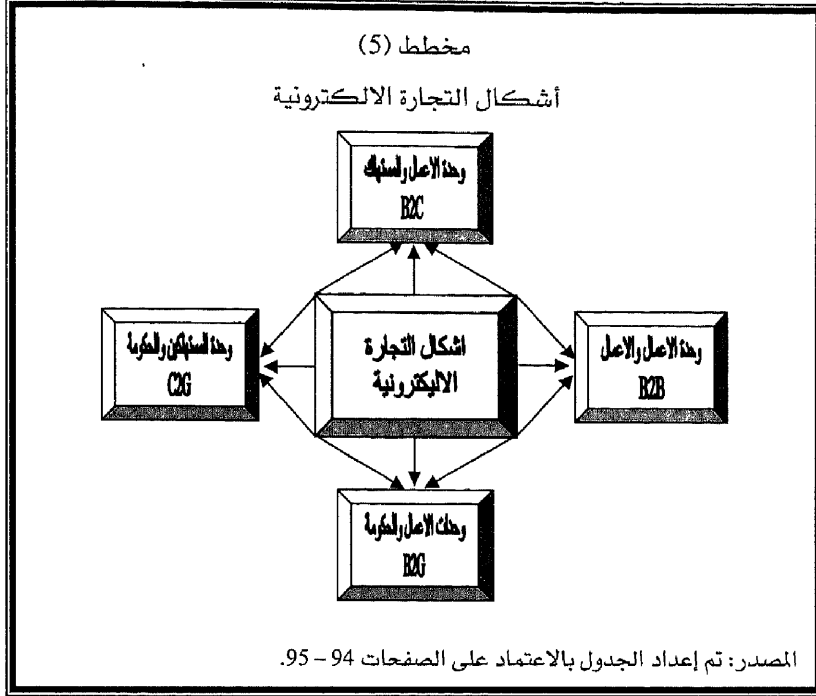 مخطط (5)
أشكال التجارة الالكترونية
وحدة الاعمال والمستهلك
B2C
وحدة المستهلكين والحكومة
C2G
اشكال التجارة
الاليكترونية
وحدة الاعمال والاعمال
B2B
وحدات الاعمال والحكومة
B2G
المصدر: تم إعداد الجدول بالاعتماد على الصفحات 94 – 95.